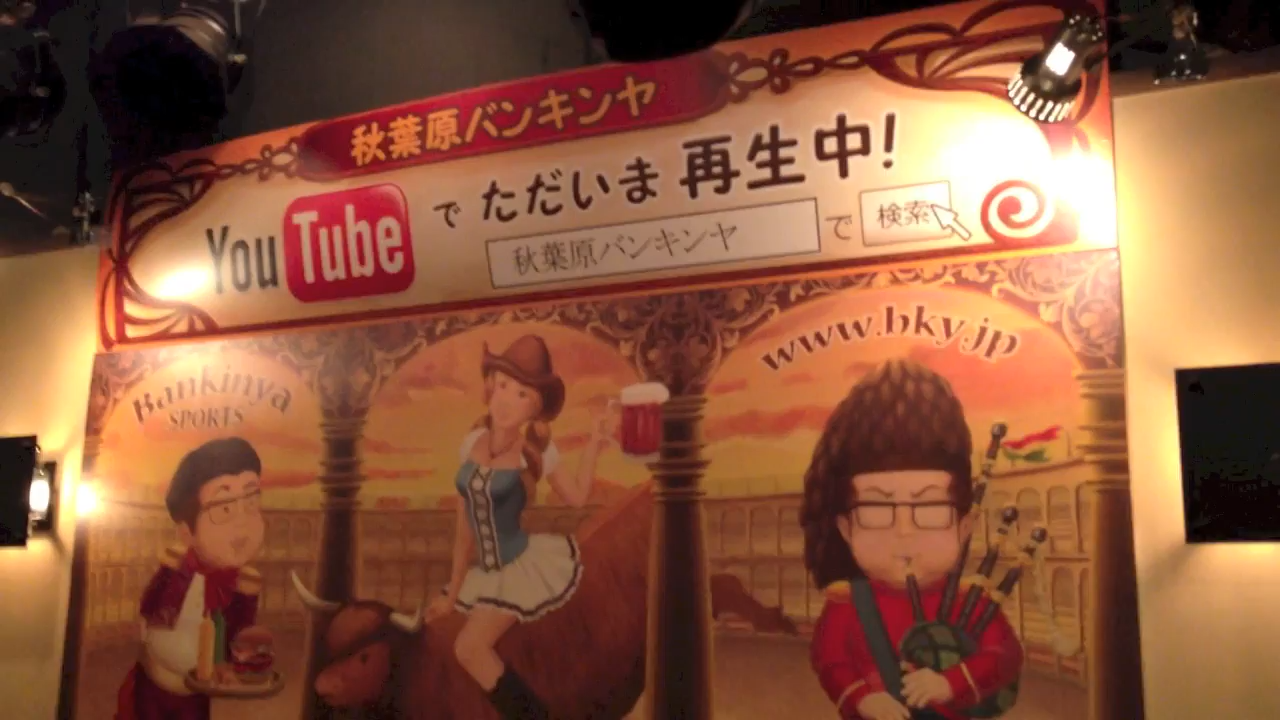 秋葉原バンキンヤ
YouTube で ただいま 再生中!
秋葉原バンキンヤ で 検索
Bankinya
SPORTS
www.bky.jp